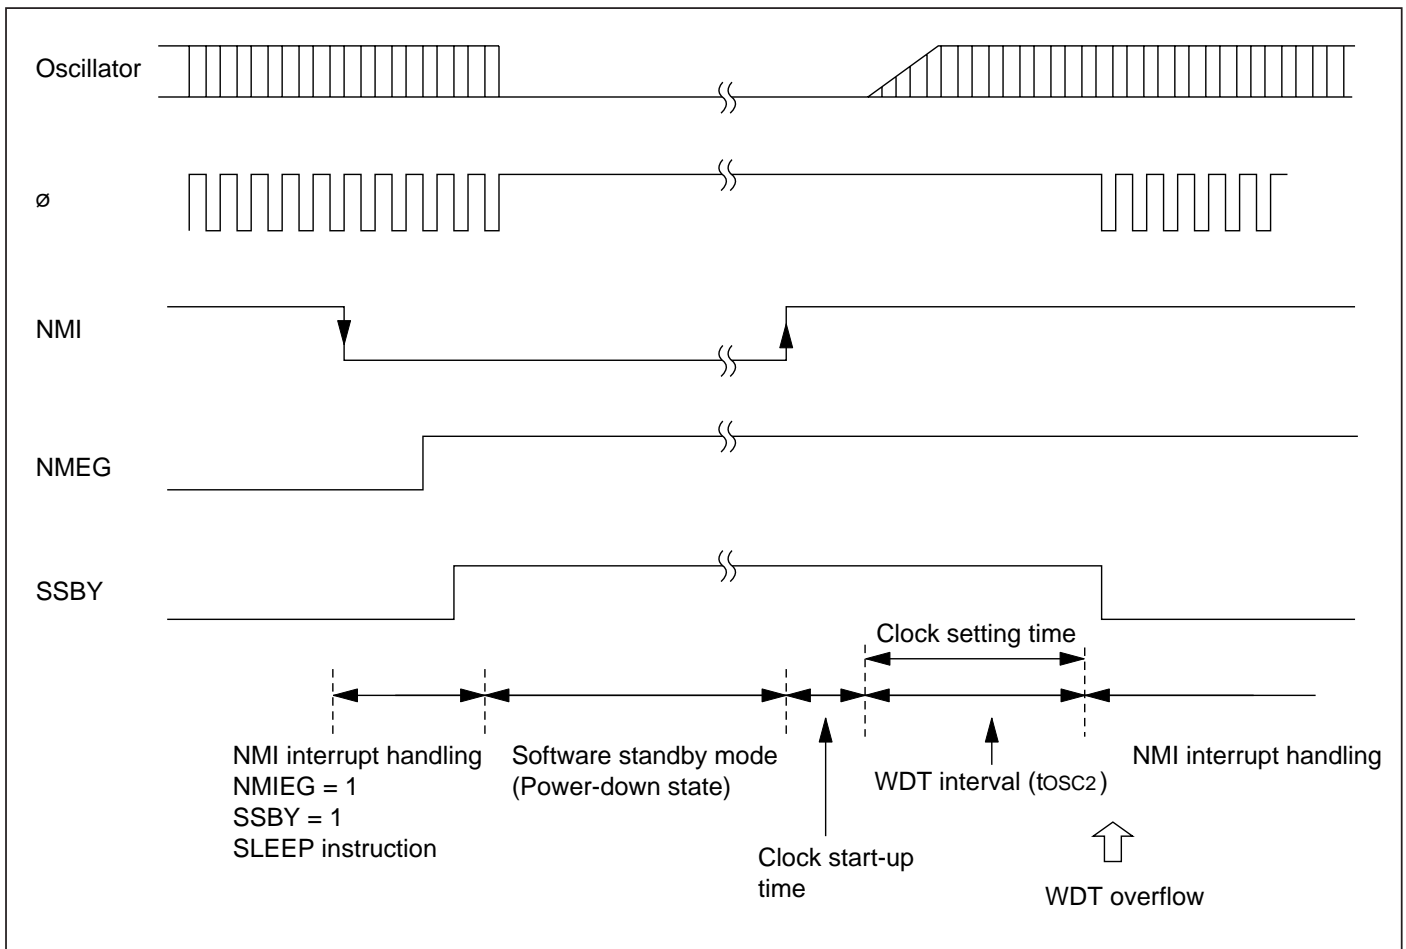 Oscillator
ø
NMI
NMEG
SSBY
Clock setting time
NMI interrupt handling
NMIEG = 1
SSBY = 1
SLEEP instruction
Software standby mode
(Power-down state)
Clock start-up
time
WDT interval (tOSC2)
WDT overflow
NMI interrupt handling